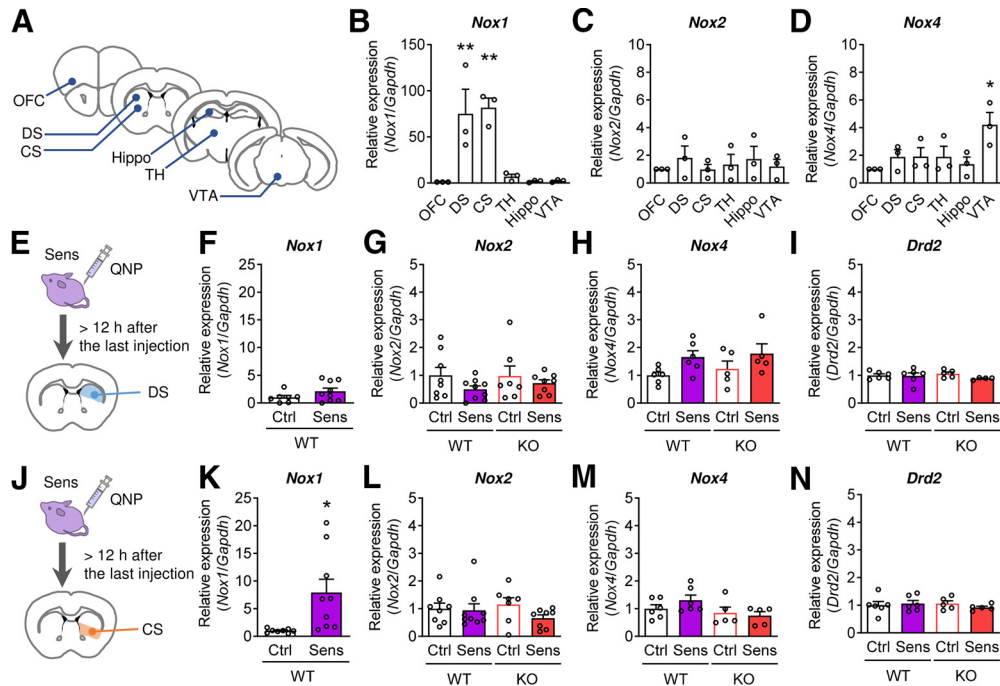 A
OFC
DS
CS
Hippo
TH
VTA
B
Nox1
Relative expression
(Nox1/Gapdh)
150
100
50
0
**
**
OFC
DS
CS
TH
Hippo
VTA
C
Nox2
Relative expression
(Nox2/Gapdh)
10
8
6
4
2
0
OFC
DS
CS
TH
Hippo
VTA
D
Nox4
Relative expression
(Nox4/Gapdh)
10
8
6
4
2
0
*
OFC
DS
CS
TH
Hippo
VTA
E
Sens
QNP
> 12 h after
the last injection
DS
F
Nox1
Relative expression
(Nox1/Gapdh)
25
20
15
10
5
0
Ctrl Sens
WT
G
Nox2
Relative expression
(Nox2/Gapdh)
5
4
3
2
1
0
Ctrl Sens Ctrl Sens
WT KO
H
Nox4
Relative expression
(Nox4/Gapdh)
5
4
3
2
1
0
Ctrl Sens Ctrl Sens
WT KO
I
Drd2
Relative expression
(Drd2/Gapdh)
5
4
3
2
1
0
Ctrl Sens Ctrl Sens
WT KO
J
Sens
QNP
> 12 h after
the last injection
CS
K
Nox1
Relative expression
(Nox1/Gapdh)
25
20
15
10
5
0
*
Ctrl Sens
WT
L
Nox2
Relative expression
(Nox2/Gapdh)
5
4
3
2
1
0
Ctrl Sens Ctrl Sens
WT KO
M
Nox4
Relative expression
(Nox4/Gapdh)
5
4
3
2
1
0
Ctrl Sens Ctrl Sens
WT KO
N
Drd2
Relative expression
(Drd2/Gapdh)
5
4
3
2
1
0
Ctrl Sens Ctrl Sens
WT KO